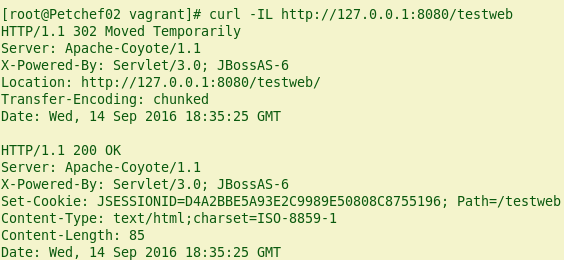 [root@Petchef02 vagrant]# curl -IL http://127.0.0.1:8080/testweb
HTTP/1.1 302 Moved Temporarily
Server: Apache-Coyote/1.1
X-Powered-By: Servlet/3.0; JBossAS-6
Location: http://127.0.0.1:8080/testweb/
Transfer-Encoding: chunked
Date: Wed, 14 Sep 2016 18:35:25 GMT

HTTP/1.1 200 OK
Server: Apache-Coyote/1.1
X-Powered-By: Servlet/3.0; JBossAS-6
Set-Cookie: JSESSIONID=D4A2BBE5A93E2C9989E50808C8755196; Path=/testweb
Content-Type: text/html;charset=ISO-8859-1
Content-Length: 85
Date: Wed, 14 Sep 2016 18:35:25 GMT